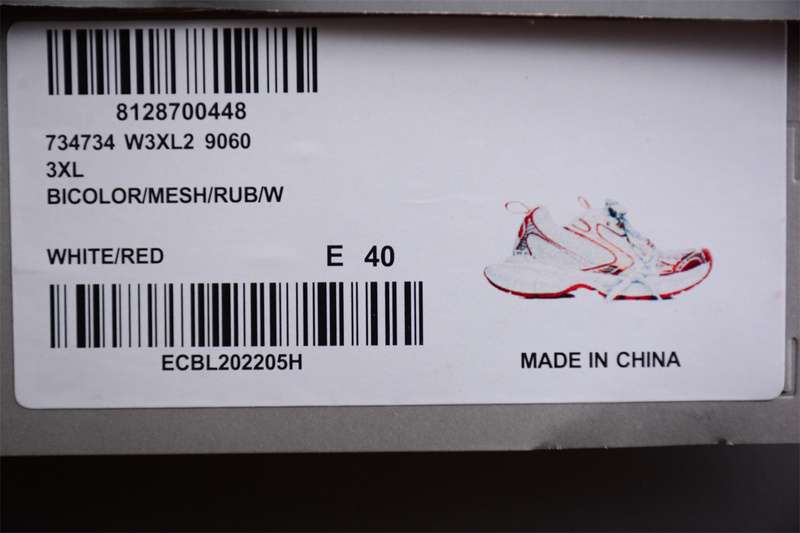 8128700448
734734 W3XL2 9060
3XL
BICOLOR/MESH/RUB/W
WHITE/RED E 40
ECBL202205H
MADE IN CHINA